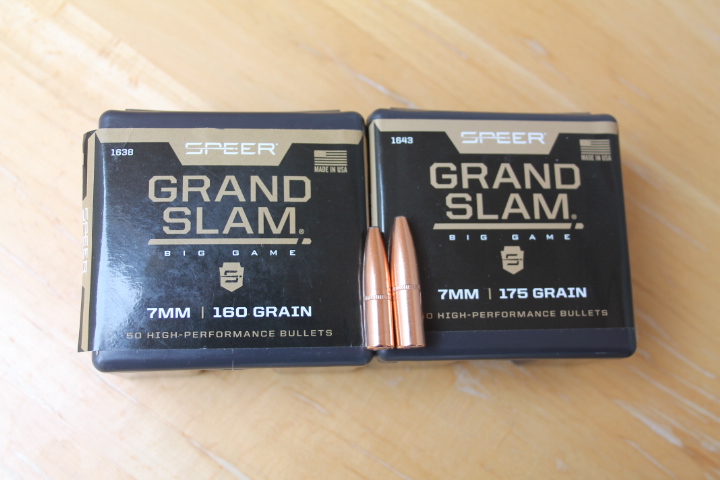 1638
SPEER
MADE IN USA
GRAND
SLAM®
BIG GAME
S
7MM | 160 GRAIN
50 HIGH-PERFORMANCE BULLETS
SPEER
1643
SPEER
MADE IN USA
GRAND
SLAM®
BIG GAME
S
7MM | 175 GRAIN
HIGH-PERFORMANCE BULLETS